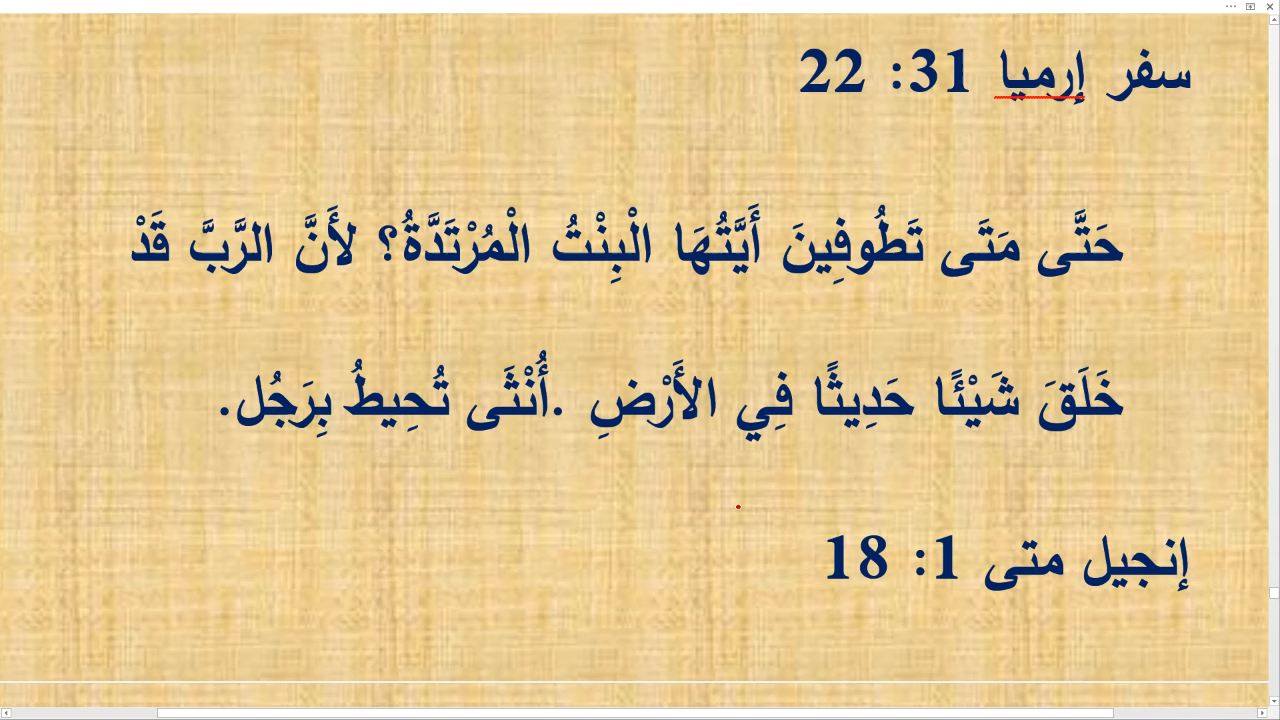 سفر إرميا 31: 22
حَتَّى مَتَى تَطُوفِينَ أَيَّتُهَا الْبِنْتُ الْمُرْتَدَّةُ؟ لأَنَّ الرَّبَّ قَدْ
خَلَقَ شَيْئًا حَدِيثًا فِي الأَرْضِ .أُنْثَى تُحِيطُ بِرَجُل.
إنجيل متى 1: 18